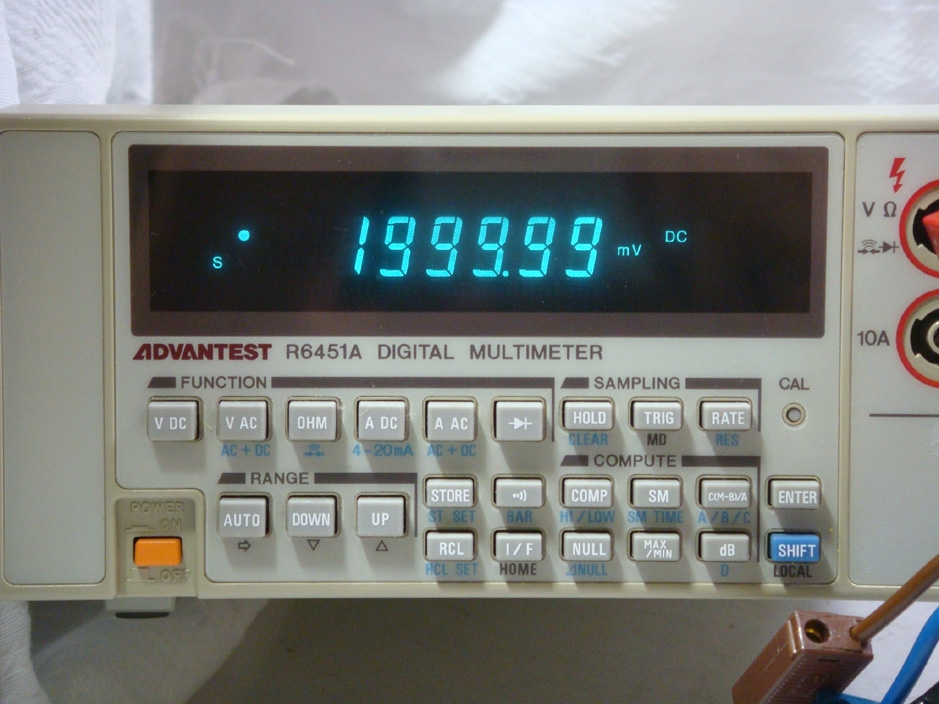 S 1999.99 mV DC
V Ω
10A
ADVANTEST R6451A DIGITAL MULTIMETER
FUNCTION SAMPLING CAL
V DC V AC OHM A DC A AC HOLD TRIG RATE
AC + DC 4-20mA AC + DC CLEAR MD RES
RANGE COMPUTE
STORE COMP SM C(M-B)/A ENTER
POWER ST SET BAR HI/LOW SM TIME A/B/C
ON AUTO DOWN UP
RCL I/F NULL MAX/MIN dB SHIFT
OFF RCL SET HOME ⊿NULL D LOCAL